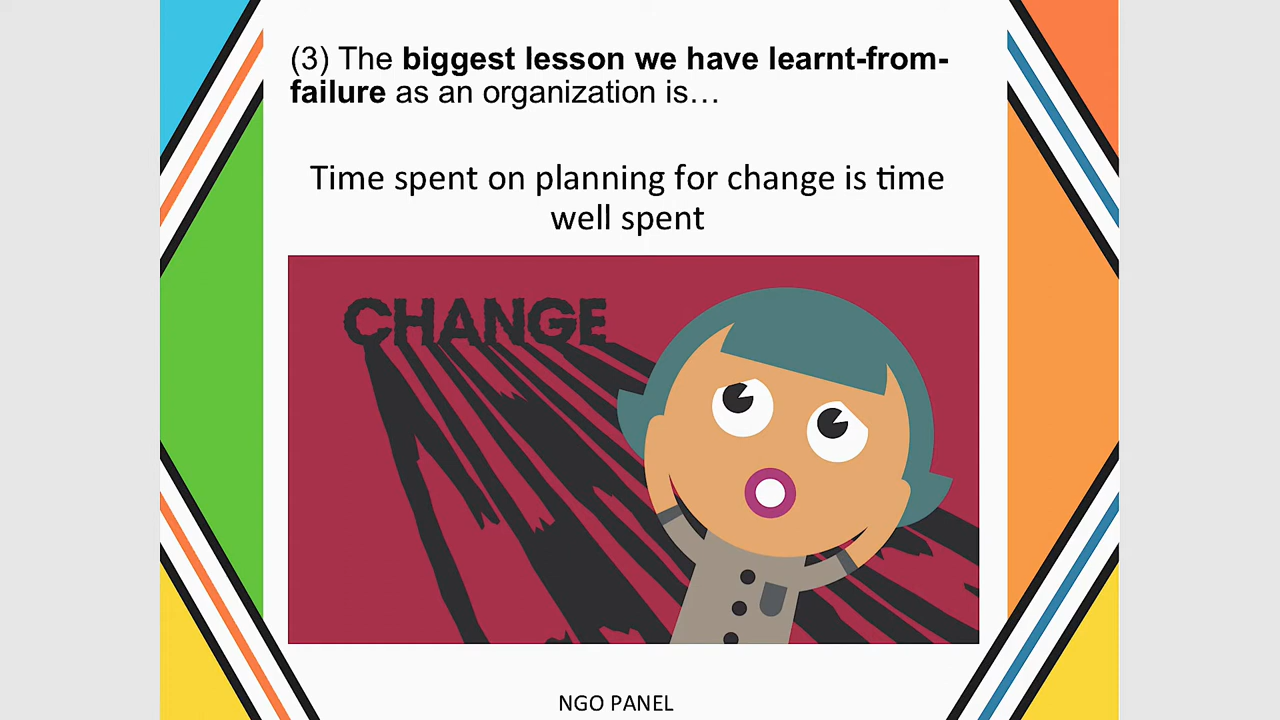 (3) The biggest lesson we have learnt-from-
failure as an organization is…
Time spent on planning for change is time
well spent
CHANGE
NGO PANEL